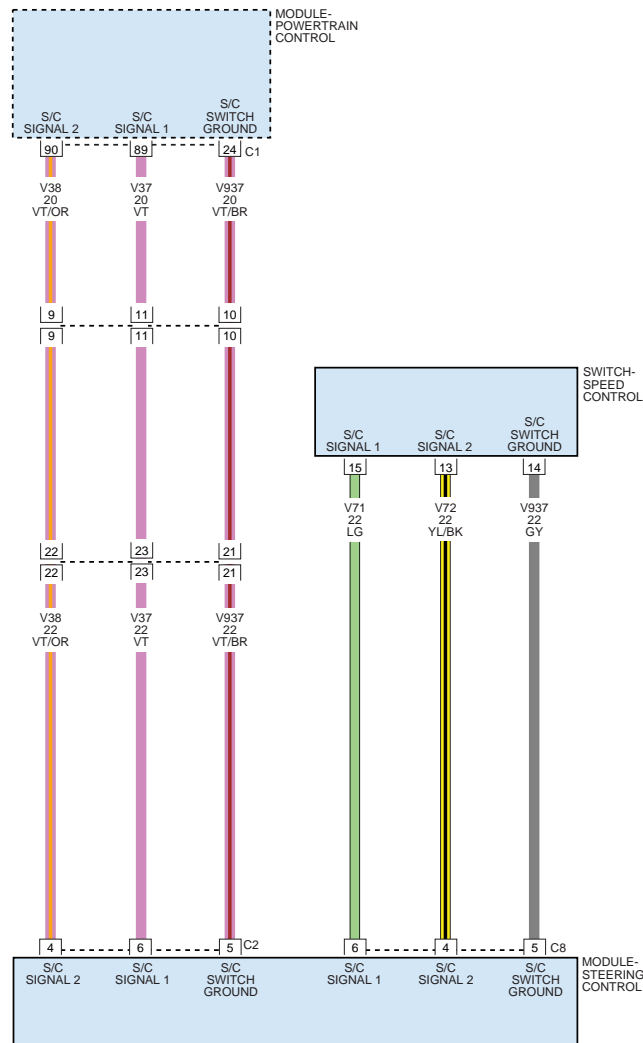 MODULE-
POWERTRAIN
CONTROL
S/C
SIGNAL 2
S/C
SIGNAL 1
S/C
SWITCH
GROUND
90
89
24
C1
V38
20
VT/OR
V37
20
VT
V937
20
VT/BR
9
11
10
9
11
10
SWITCH-
SPEED
CONTROL
S/C
SIGNAL 1
S/C
SIGNAL 2
S/C
SWITCH
GROUND
15
13
14
V71
22
LG
V72
22
YL/BK
V937
22
GY
22
23
21
22
23
21
V38
22
VT/OR
V37
22
VT
V937
22
VT/BR
4
6
5
C2
6
4
5
C8
S/C
SIGNAL 2
S/C
SIGNAL 1
S/C
SWITCH
GROUND
S/C
SIGNAL 1
S/C
SIGNAL 2
S/C
SWITCH
GROUND
MODULE-
STEERING
CONTROL